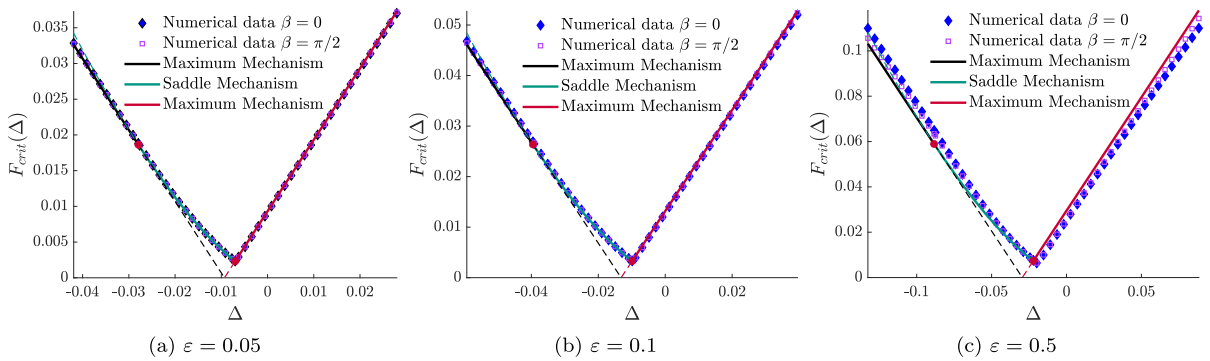 Numerical data β = 0
Numerical data β = π/2
Maximum Mechanism
Saddle Mechanism
Maximum Mechanism
F_crit(Δ)
0.035
0.03
0.025
0.02
0.015
0.01
0.005
0
-0.04 -0.03 -0.02 -0.01 0 0.01 0.02
Δ
(a) ε = 0.05
Numerical data β = 0
Numerical data β = π/2
Maximum Mechanism
Saddle Mechanism
Maximum Mechanism
F_crit(Δ)
0.05
0.04
0.03
0.02
0.01
0
-0.04 -0.02 0 0.02
Δ
(b) ε = 0.1
Numerical data β = 0
Numerical data β = π/2
Maximum Mechanism
Saddle Mechanism
Maximum Mechanism
F_crit(Δ)
0.1
0.08
0.06
0.04
0.02
0
-0.1 -0.05 0 0.05
Δ
(c) ε = 0.5